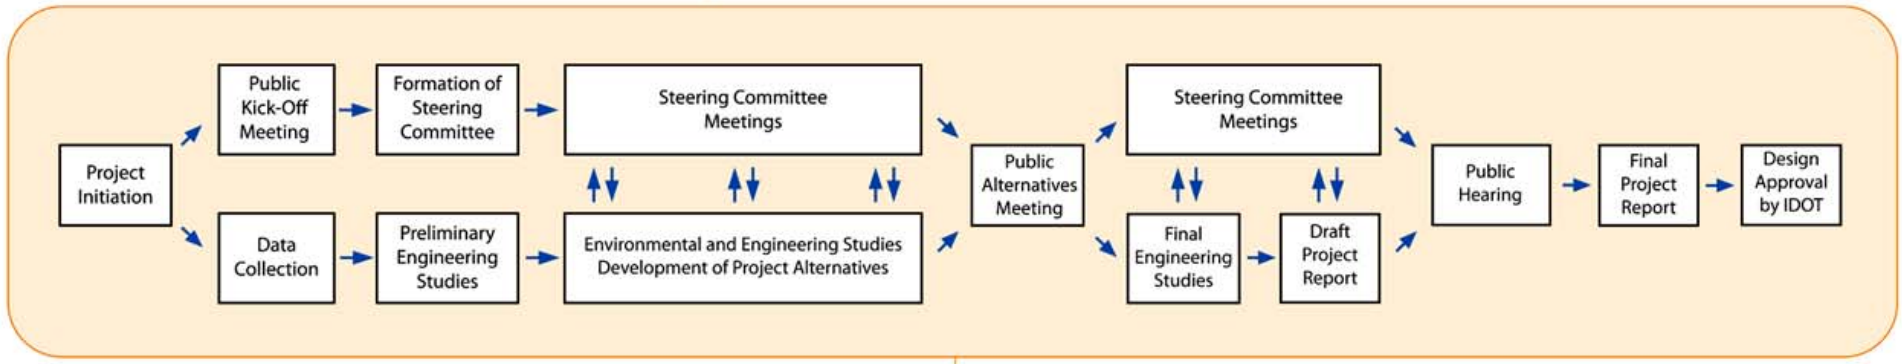 Project
Initiation
Public
Kick-Off
Meeting
Formation of
Steering
Committee
Steering Committee
Meetings
Data
Collection
Preliminary
Engineering
Studies
Environmental and Engineering Studies
Development of Project Alternatives
Public
Alternatives
Meeting
Steering Committee
Meetings
Final
Engineering
Studies
Draft
Project
Report
Public
Hearing
Final
Project
Report
Design
Approval
by IDOT